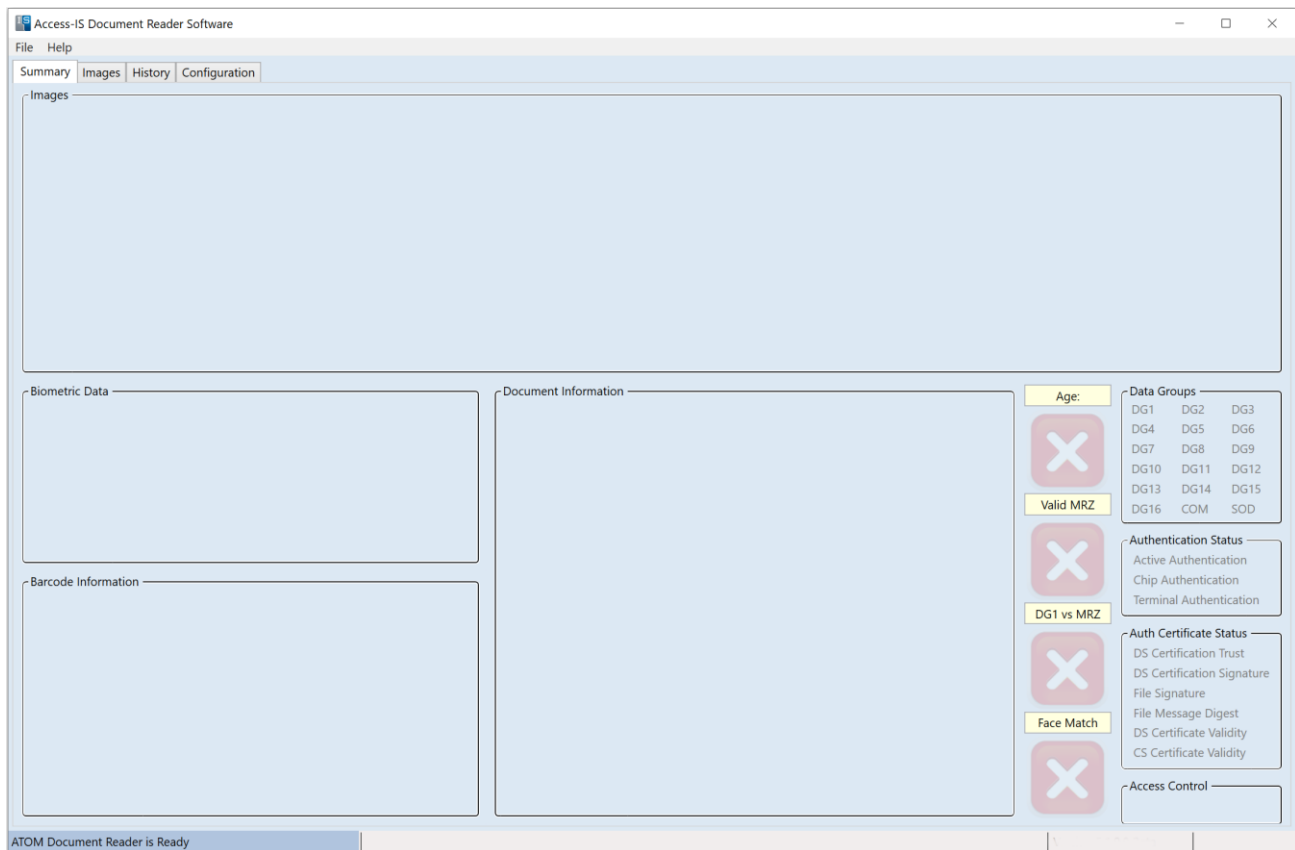 Access-IS Document Reader Software
File Help
Summary Images History Configuration
Images
Biometric Data
Barcode Information
Document Information
Age:
Valid MRZ
DG1 vs MRZ
Face Match
Data Groups
DG1 DG2 DG3
DG4 DG5 DG6
DG7 DG8 DG9
DG10 DG11 DG12
DG13 DG14 DG15
DG16 COM SOD
Authentication Status
Active Authentication
Chip Authentication
Terminal Authentication
Auth Certificate Status
DS Certification Trust
DS Certification Signature
File Signature
File Message Digest
DS Certificate Validity
CS Certificate Validity
Access Control
ATOM Document Reader is Ready